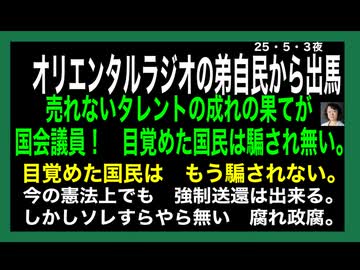 25・5・3夜
オリエンタルラジオの弟自民から出馬
売れないタレントの成れの果てが
国会議員！　目覚めた国民は騙され無い。
目覚めた国民は　もう騙されない。
今の憲法上でも　強制送還は出来る。
しかしソレすらやら無い　腐れ政腐。